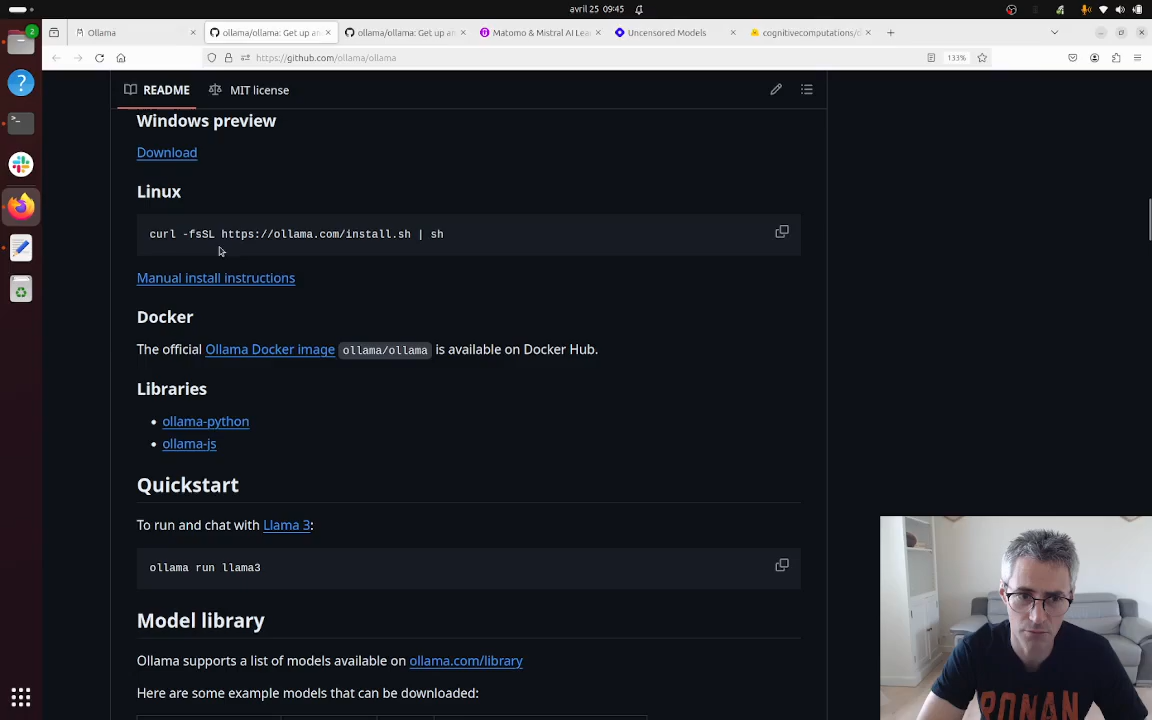 avril 25 09:45
2
Ollama
ollama/ollama: Get up an
ollama/ollama: Get up an
Matomo & Mistral AI Lea
Uncensored Models
cognitivecomputations/d
https://github.com/ollama/ollama
133%
README
MIT license
Windows preview
Download
Linux
curl -fsSL https://ollama.com/install.sh | sh
Manual install instructions
Docker
The official Ollama Docker image ollama/ollama is available on Docker Hub.
Libraries
ollama-python
ollama-js
Quickstart
To run and chat with Llama 3:
ollama run llama3
Model library
Ollama supports a list of models available on ollama.com/library
Here are some example models that can be downloaded:
RONAN